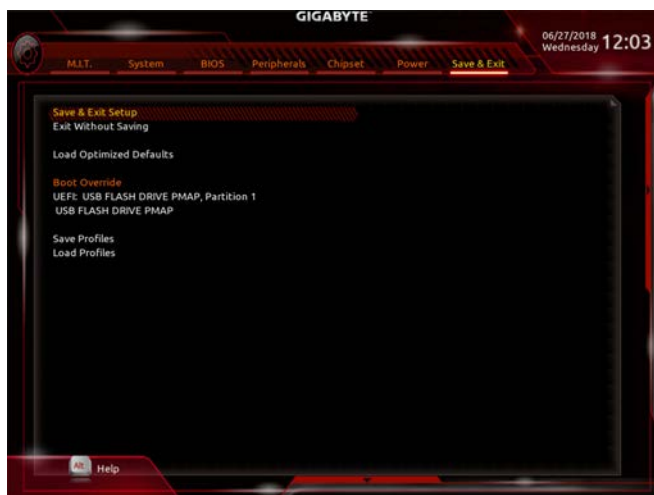 GIGABYTE
06/27/2018
Wednesday 12:03
M.I.T. System BIOS Peripherals Chipset Power Save & Exit
Save & Exit Setup
Exit Without Saving
Load Optimized Defaults
Boot Override
UEFI: USB FLASH DRIVE PMAP, Partition 1
USB FLASH DRIVE PMAP
Save Profiles
Load Profiles
Alt Help